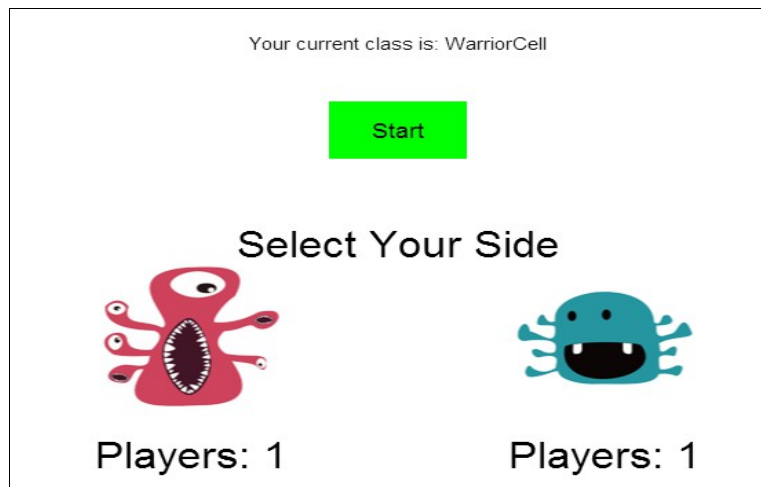 Your current class is: WarriorCell
Start
Select Your Side
Players: 1
Players: 1